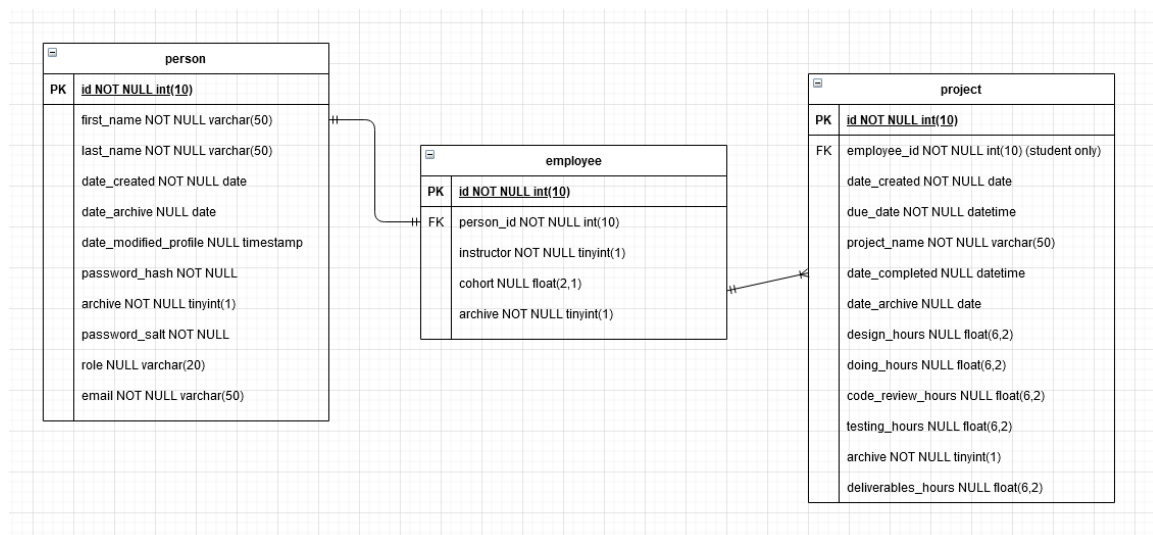 person
PK id NOT NULL int(10)
first_name NOT NULL varchar(50)
last_name NOT NULL varchar(50)
date_created NOT NULL date
date_archive NULL date
date_modified_profile NULL timestamp
password_hash NOT NULL
archive NOT NULL tinyint(1)
password_salt NOT NULL
role NULL varchar(20)
email NOT NULL varchar(50)
employee
PK id NOT NULL int(10)
FK person_id NOT NULL int(10)
instructor NOT NULL tinyint(1)
cohort NULL float(2,1)
archive NOT NULL tinyint(1)
project
PK id NOT NULL int(10)
FK employee_id NOT NULL int(10) (student only)
date_created NOT NULL date
due_date NOT NULL datetime
project_name NOT NULL varchar(50)
date_completed NULL datetime
date_archive NULL date
design_hours NULL float(6,2)
doing_hours NULL float(6,2)
code_review_hours NULL float(6,2)
testing_hours NULL float(6,2)
archive NOT NULL tinyint(1)
deliverables_hours NULL float(6,2)